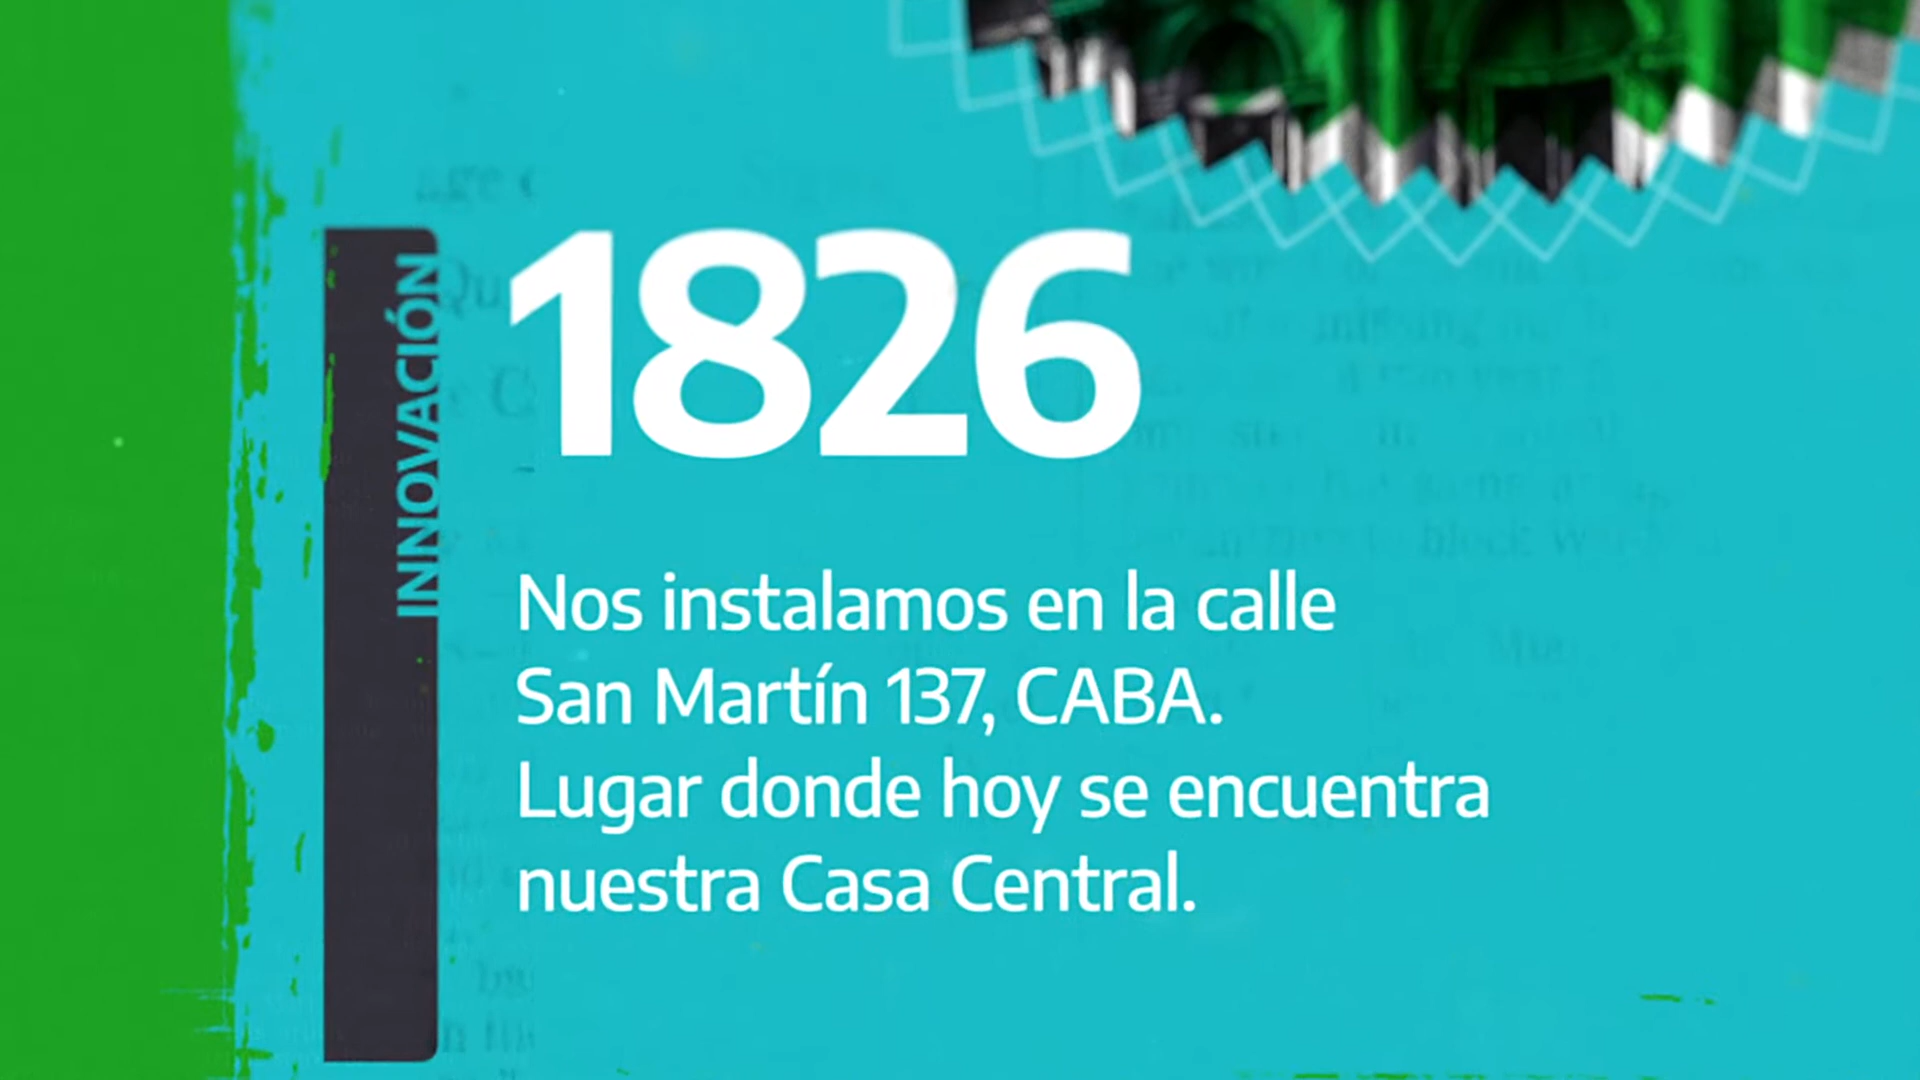 INNOVACIÓN
1826
Nos instalamos en la calle
San Martín 137, CABA.
Lugar donde hoy se encuentra
nuestra Casa Central.